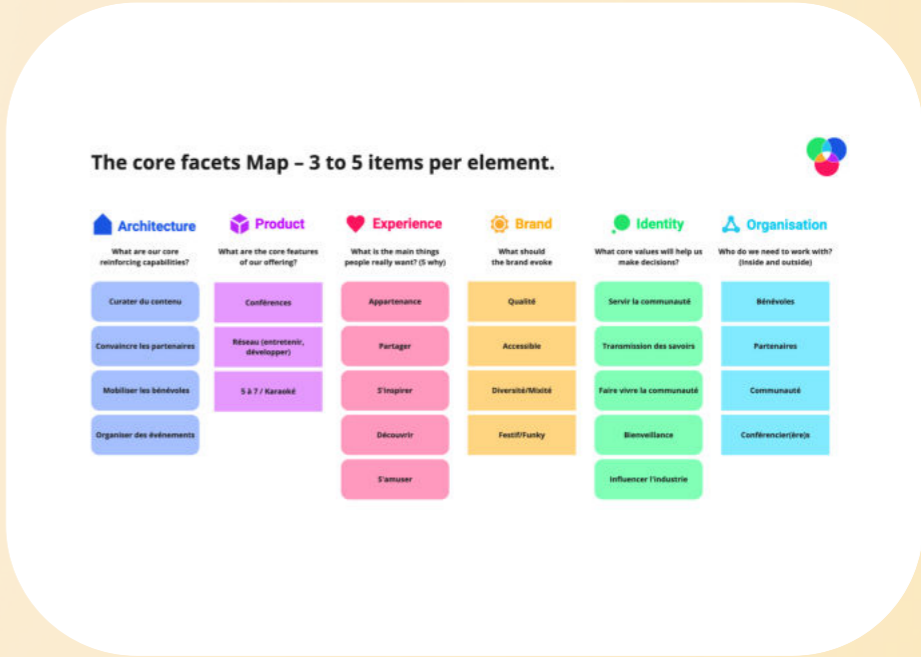 The core facets Map – 3 to 5 items per element.
Architecture
What are our core
reinforcing capabilities?
Curater du contenu
Convaincre les partenaires
Mobiliser les bénévoles
Organiser des événements
Product
What are the core features
of our offering?
Conférences
Réseau (entretenir,
développer)
5 à 7 / Karaoké
Experience
What is the main things
people really want? (5 why)
Appartenance
Partager
S'inspirer
Découvrir
S'amuser
Brand
What should
the brand evoke
Qualité
Accessible
Diversité/Mixité
Festif/Funky
Identity
What core values will help us
make decisions?
Servir la communauté
Transmission des savoirs
Faire vivre la communauté
Bienveillance
Influencer l'industrie
Organisation
Who do we need to work with?
(Inside and outside)
Bénévoles
Partenaires
Communauté
Conférencier(ère)s